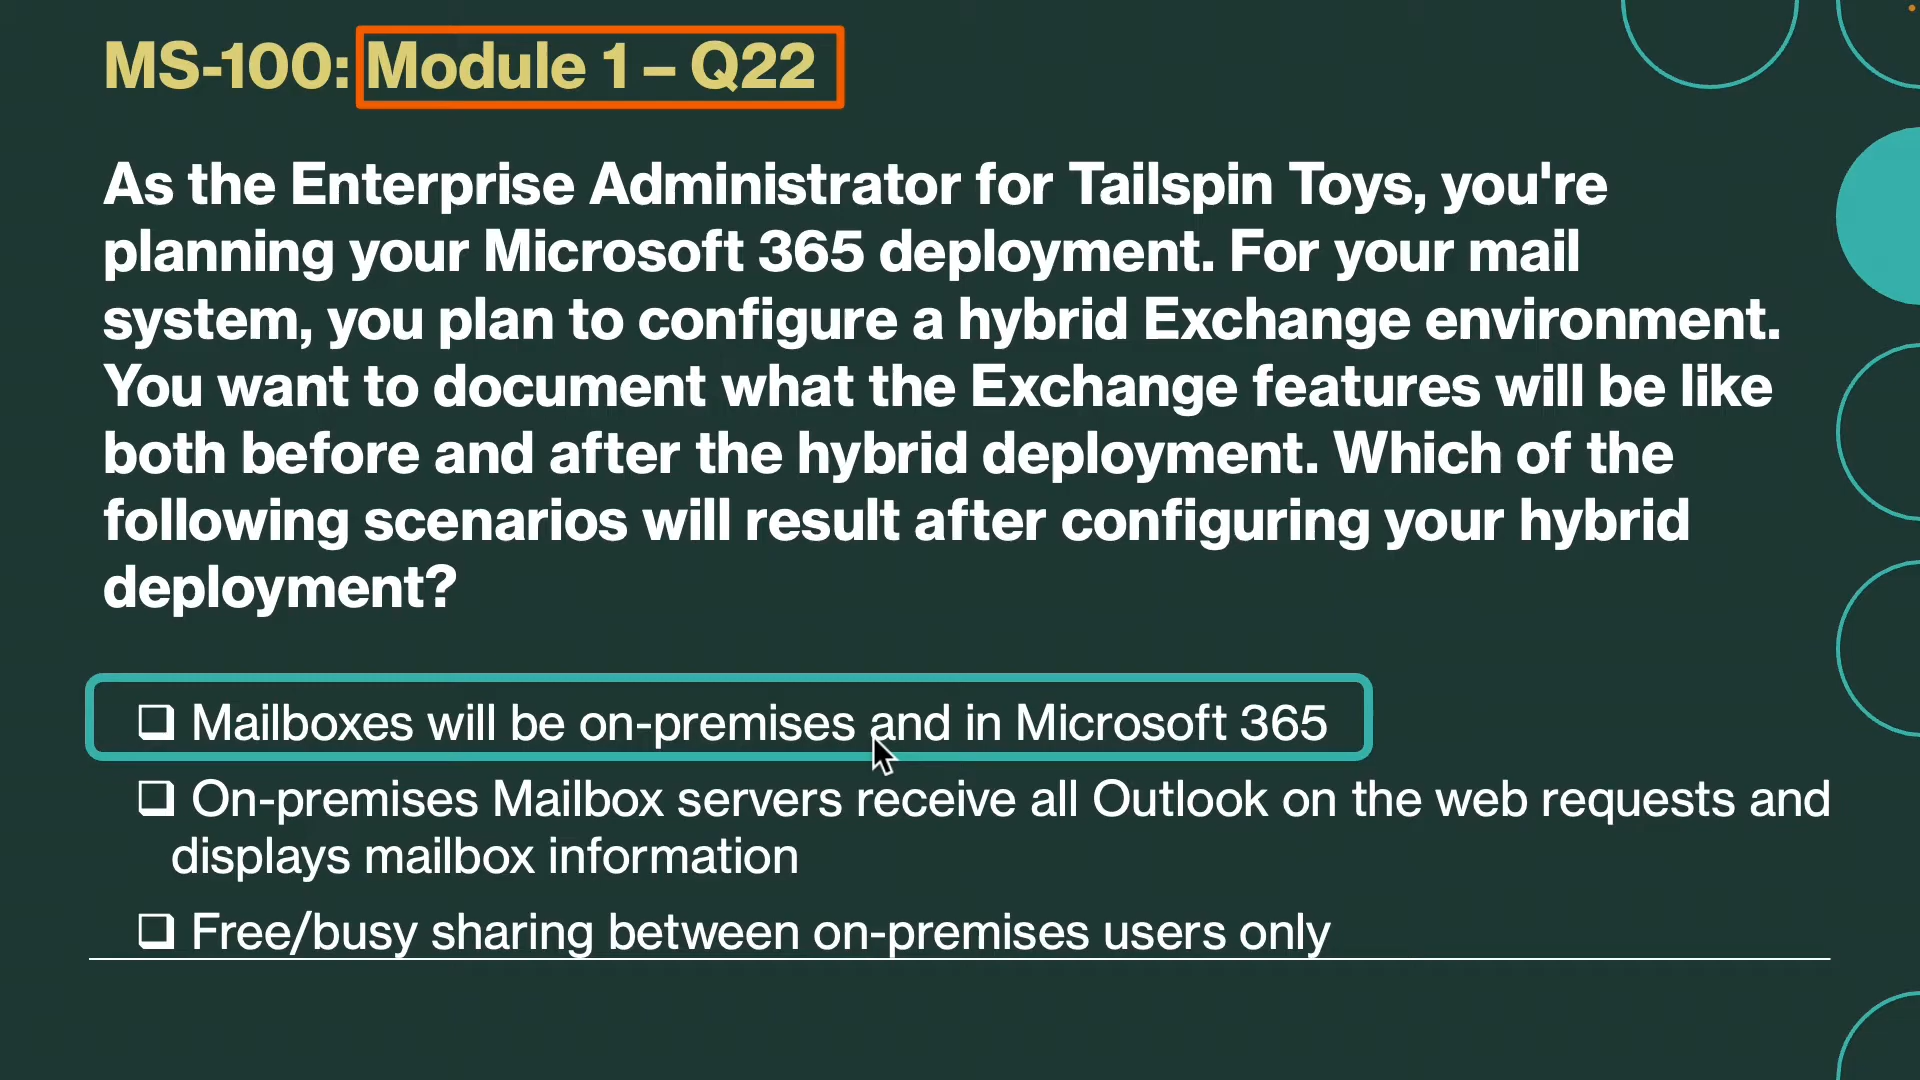 MS-100: Module 1 – Q22
As the Enterprise Administrator for Tailspin Toys, you're
planning your Microsoft 365 deployment. For your mail
system, you plan to configure a hybrid Exchange environment.
You want to document what the Exchange features will be like
both before and after the hybrid deployment. Which of the
following scenarios will result after configuring your hybrid
deployment?
❑ Mailboxes will be on-premises and in Microsoft 365
❑ On-premises Mailbox servers receive all Outlook on the web requests and
displays mailbox information
❑ Free/busy sharing between on-premises users only